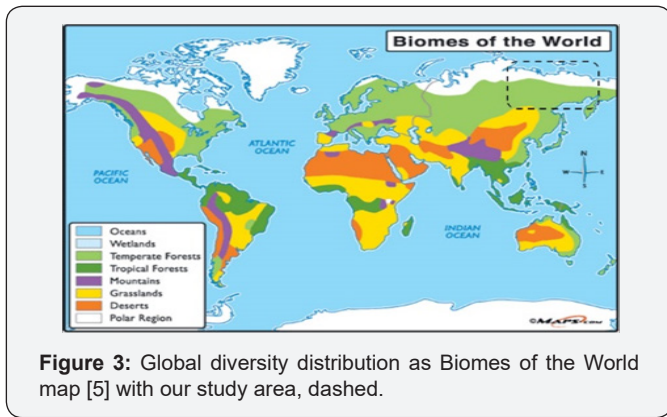 Biomes of the World
ATLANTIC
OCEAN
PACIFIC
OCEAN
INDIAN
OCEAN
N
W
E
S
Oceans
Wetlands
Temperate Forests
Tropical Forests
Mountains
Grasslands
Deserts
Polar Region
©MAPS.com
Figure 3: Global diversity distribution as Biomes of the World
map [5] with our study area, dashed.